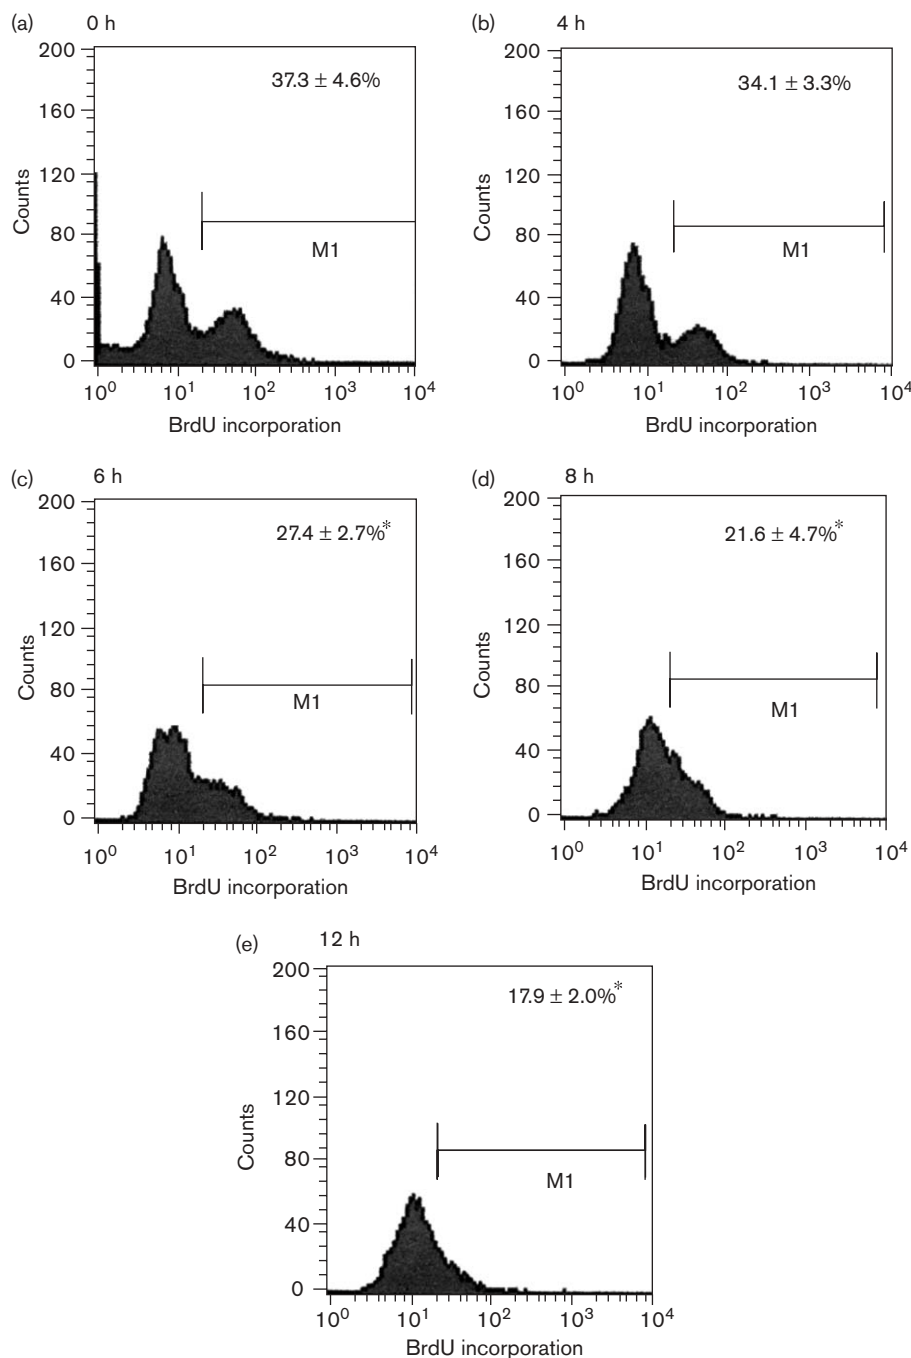 (a) 0 h
37.3 ± 4.6%
200
160
120
80
40
0
Counts
M1
10⁰ 10¹ 10² 10³ 10⁴
BrdU incorporation
(b) 4 h
34.1 ± 3.3%
200
160
120
80
40
0
Counts
M1
10⁰ 10¹ 10² 10³ 10⁴
BrdU incorporation
(c) 6 h
27.4 ± 2.7%*
200
160
120
80
40
0
Counts
M1
10⁰ 10¹ 10² 10³ 10⁴
BrdU incorporation
(d) 8 h
21.6 ± 4.7%*
200
160
120
80
40
0
Counts
M1
10⁰ 10¹ 10² 10³ 10⁴
BrdU incorporation
(e) 12 h
17.9 ± 2.0%*
200
160
120
80
40
0
Counts
M1
10⁰ 10¹ 10² 10³ 10⁴
BrdU incorporation